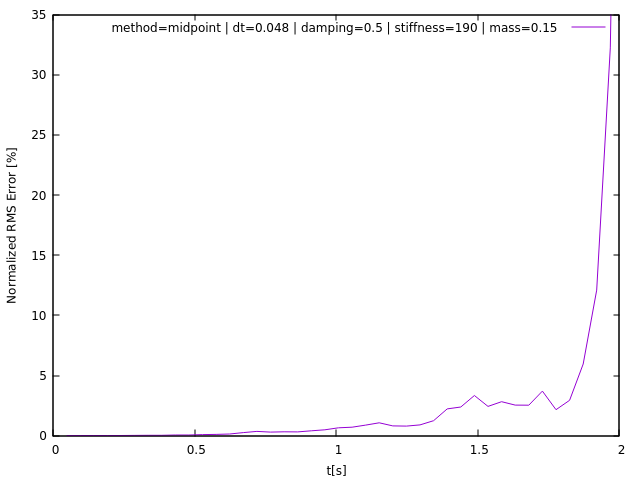 35
method=midpoint | dt=0.048 | damping=0.5 | stiffness=190 | mass=0.15
30
25
20
15
10
5
0
Normalized RMS Error [%]
0 0.5 1 1.5 2
t[s]